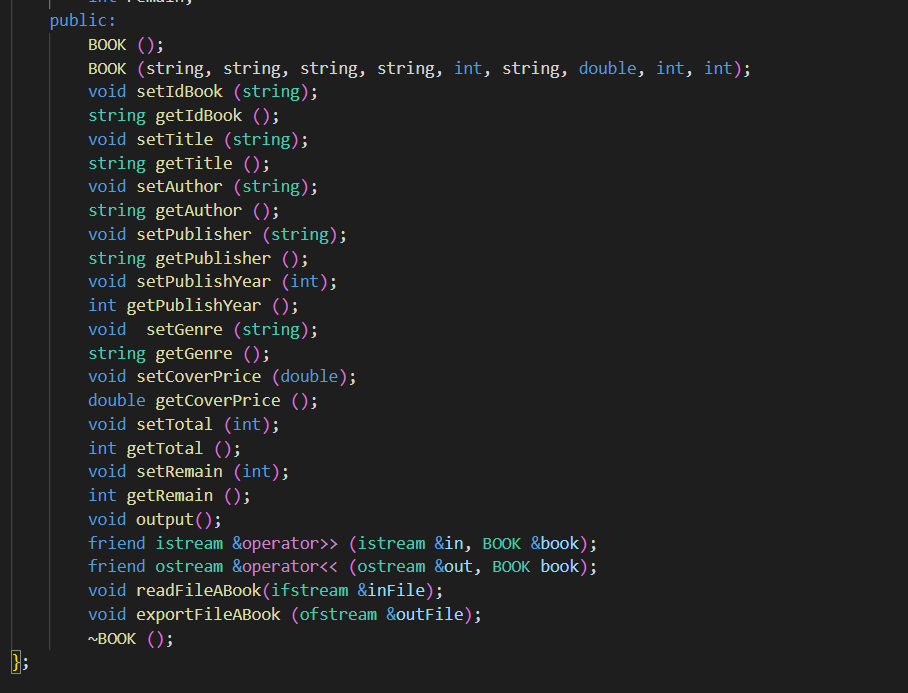 int remain;
public:
BOOK ();
BOOK (string, string, string, string, int, string, double, int, int);
void setIdBook (string);
string getIdBook ();
void setTitle (string);
string getTitle ();
void setAuthor (string);
string getAuthor ();
void setPublisher (string);
string getPublisher ();
void setPublishYear (int);
int getPublishYear ();
void  setGenre (string);
string getGenre ();
void setCoverPrice (double);
double getCoverPrice ();
void setTotal (int);
int getTotal ();
void setRemain (int);
int getRemain ();
void output();
friend istream &operator>> (istream &in, BOOK &book);
friend ostream &operator<< (ostream &out, BOOK book);
void readFileABook(ifstream &inFile);
void exportFileABook (ofstream &outFile);
~BOOK ();
};